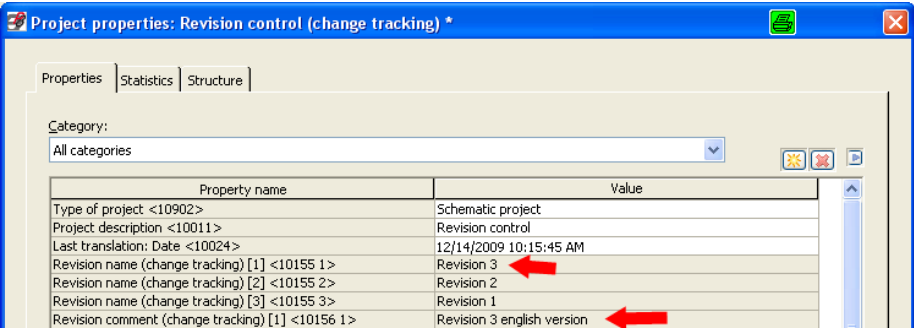 Project properties: Revision control (change tracking) *
Properties Statistics Structure
Category:
All categories
Property name Value
Type of project <10902> Schematic project
Project description <10011> Revision control
Last translation: Date <10024> 12/14/2009 10:15:45 AM
Revision name (change tracking) [1] <10155 1> Revision 3
Revision name (change tracking) [2] <10155 2> Revision 2
Revision name (change tracking) [3] <10155 3> Revision 1
Revision comment (change tracking) [1] <10156 1> Revision 3 english version